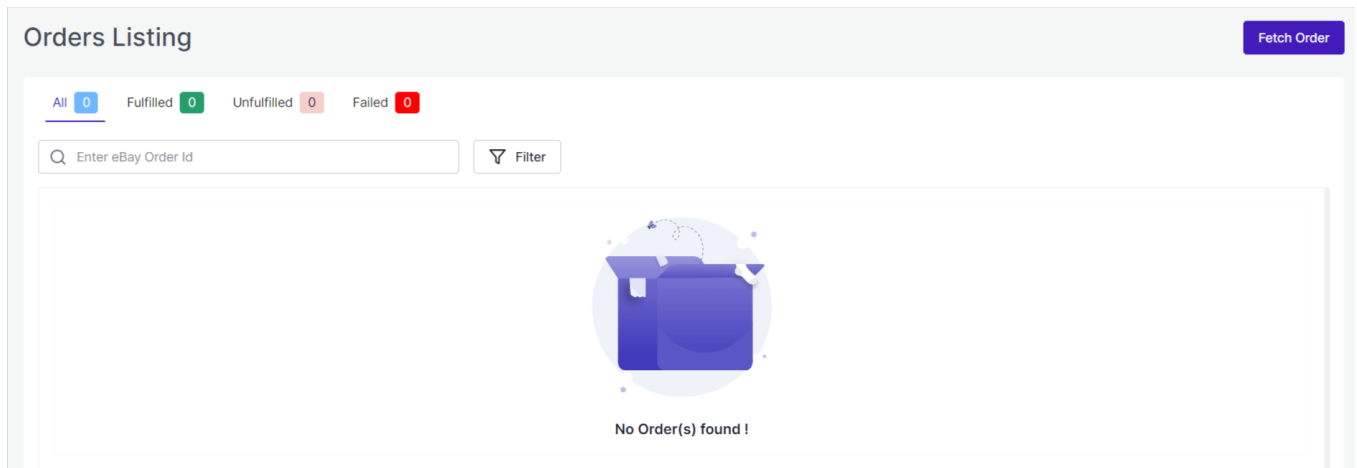 Orders Listing
Fetch Order
All 0 Fulfilled 0 Unfulfilled 0 Failed 0
Enter eBay Order Id Filter
No Order(s) found !